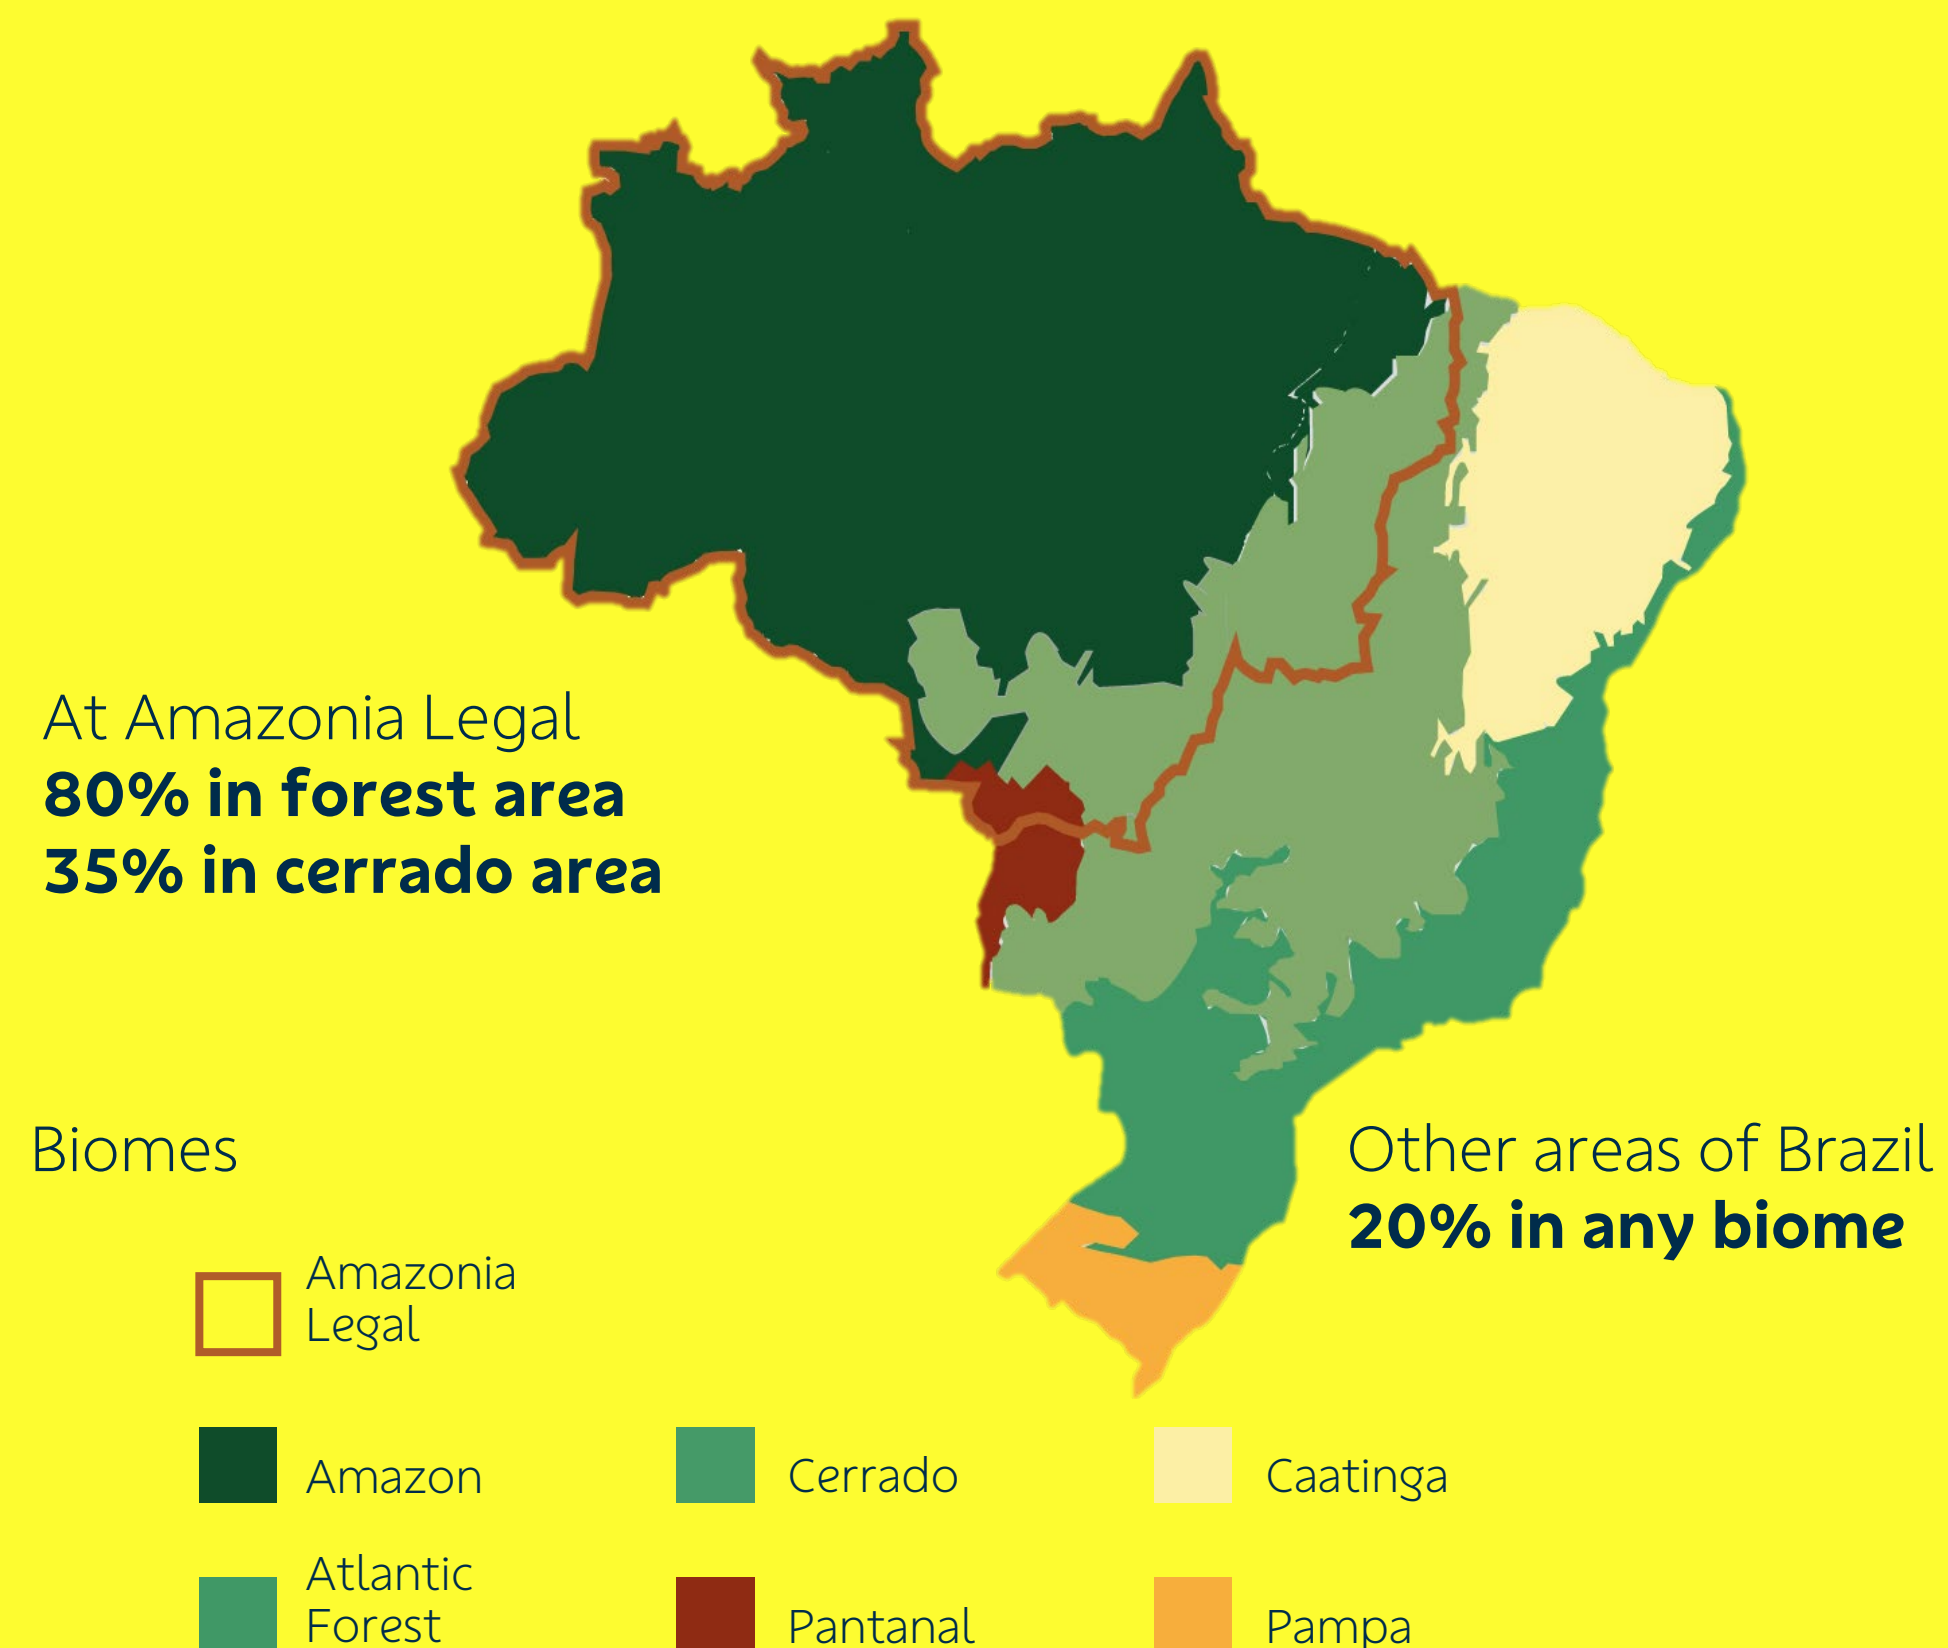 At Amazonia Legal
80% in forest area
35% in cerrado area
Biomes
Other areas of Brazil
20% in any biome
Amazonia
Legal
Amazon
Cerrado
Caatinga
Atlantic
Forest
Pantanal
Pampa